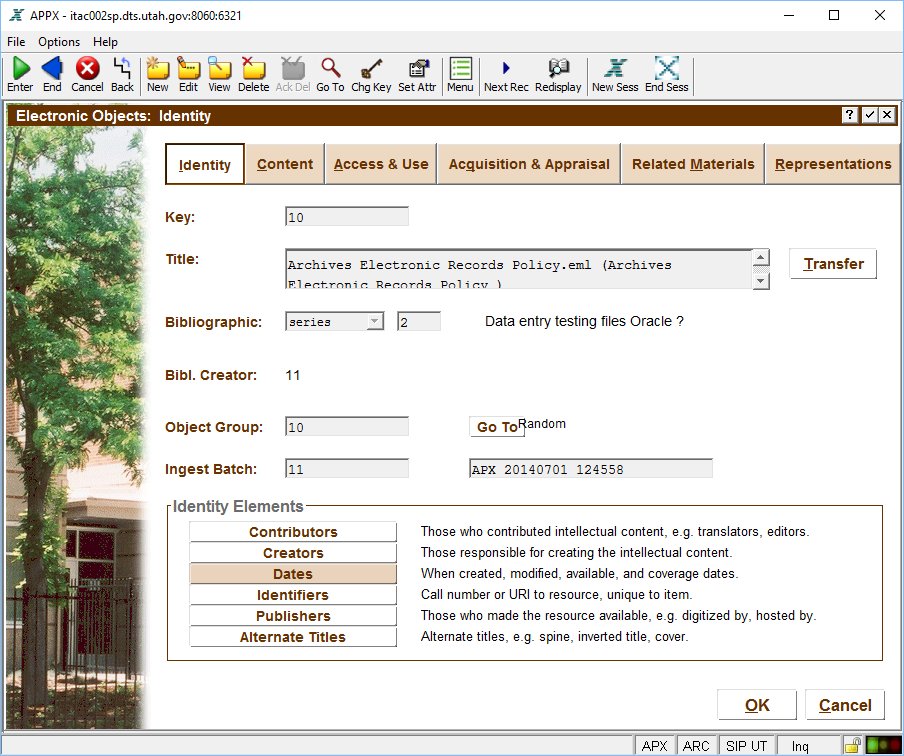 APPX - itac002sp.dts.utah.gov:8060:6321
File Options Help
Enter End Cancel Back New Edit View Delete Ack Del Go To Chg Key Set Attr Menu Next Rec Redisplay New Sess End Sess
Electronic Objects: Identity
?
Identity Content Access & Use Acquisition & Appraisal Related Materials Representations
Key: 10
Title: Archives Electronic Records Policy.eml (Archives
Electronic Records Policy )
Transfer
Bibliographic: series 2 Data entry testing files Oracle ?
Bibl. Creator: 11
Object Group: 10 Go To Random
Ingest Batch: 11 APX 20140701 124558
Identity Elements
Contributors Those who contributed intellectual content, e.g. translators, editors.
Creators Those responsible for creating the intellectual content.
Dates When created, modified, available, and coverage dates.
Identifiers Call number or URI to resource, unique to item.
Publishers Those who made the resource available, e.g. digitized by, hosted by.
Alternate Titles Alternate titles, e.g. spine, inverted title, cover.
OK Cancel
APX ARC SIP UT Inq